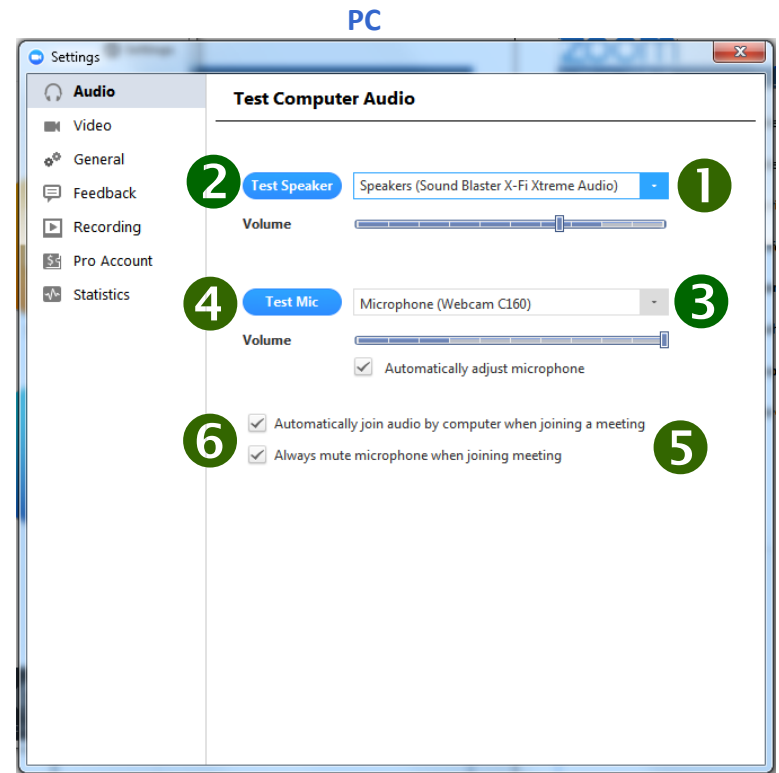 PC
Settings
Settings
zoom
X
Audio
Test Computer Audio
Video
General
Feedback
Recording
Pro Account
Statistics
2
Test Speaker
Speakers (Sound Blaster X-Fi Xtreme Audio)
1
Volume
4
Test Mic
Microphone (Webcam C160)
3
Volume
Automatically adjust microphone
6
Automatically join audio by computer when joining a meeting
5
Always mute microphone when joining meeting